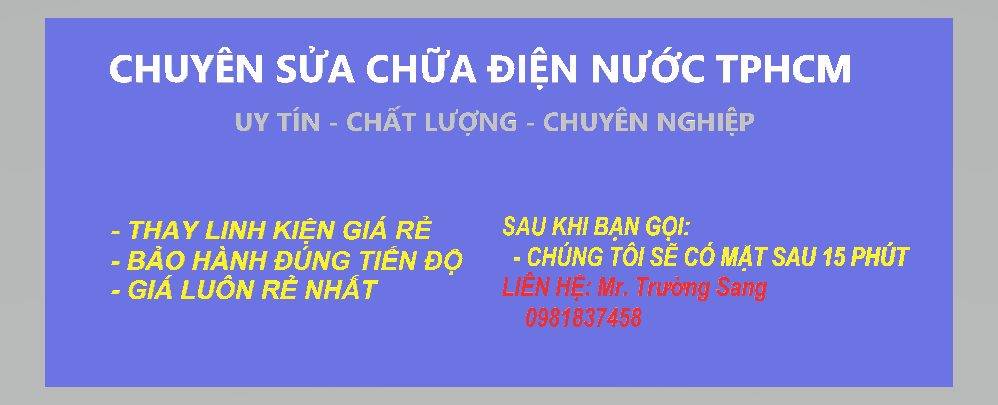 CHUYÊN SỬA CHỮA ĐIỆN NƯỚC TPHCM
UY TÍN - CHẤT LƯỢNG - CHUYÊN NGHIỆP
- THAY LINH KIỆN GIÁ RẺ
- BẢO HÀNH ĐÚNG TIẾN ĐỘ
- GIÁ LUÔN RẺ NHẤT
SAU KHI BẠN GỌI:
- CHÚNG TÔI SẼ CÓ MẶT SAU 15 PHÚT
LIÊN HỆ: Mr. Trường Sang
0981837458